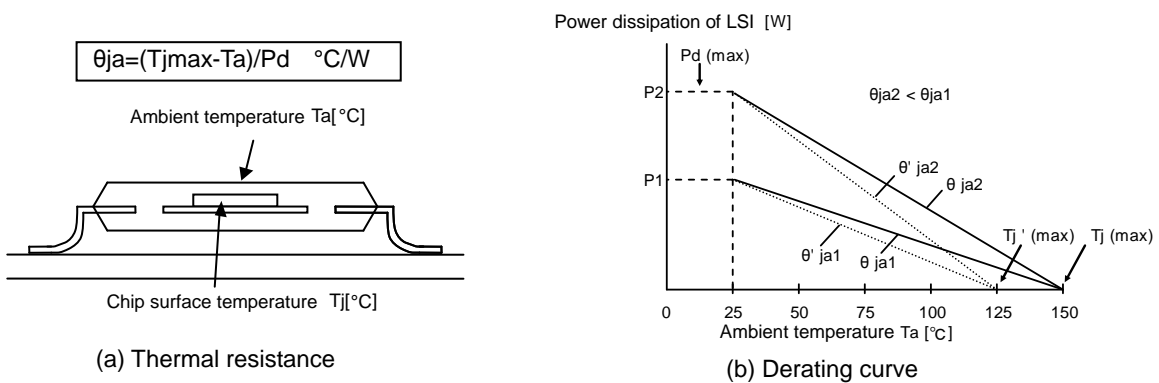 θja=(Tjmax-Ta)/Pd °C/W
Ambient temperature Ta[°C]
Chip surface temperature Tj[°C]
(a) Thermal resistance
Power dissipation of LSI [W]
Pd (max)
P2
θja2 < θja1
P1
θ' ja2
θ ja2
Tj ' (max)
Tj (max)
θ' ja1
θ ja1
0
25
50
75
100
125
150
Ambient temperature Ta [°C]
(b) Derating curve